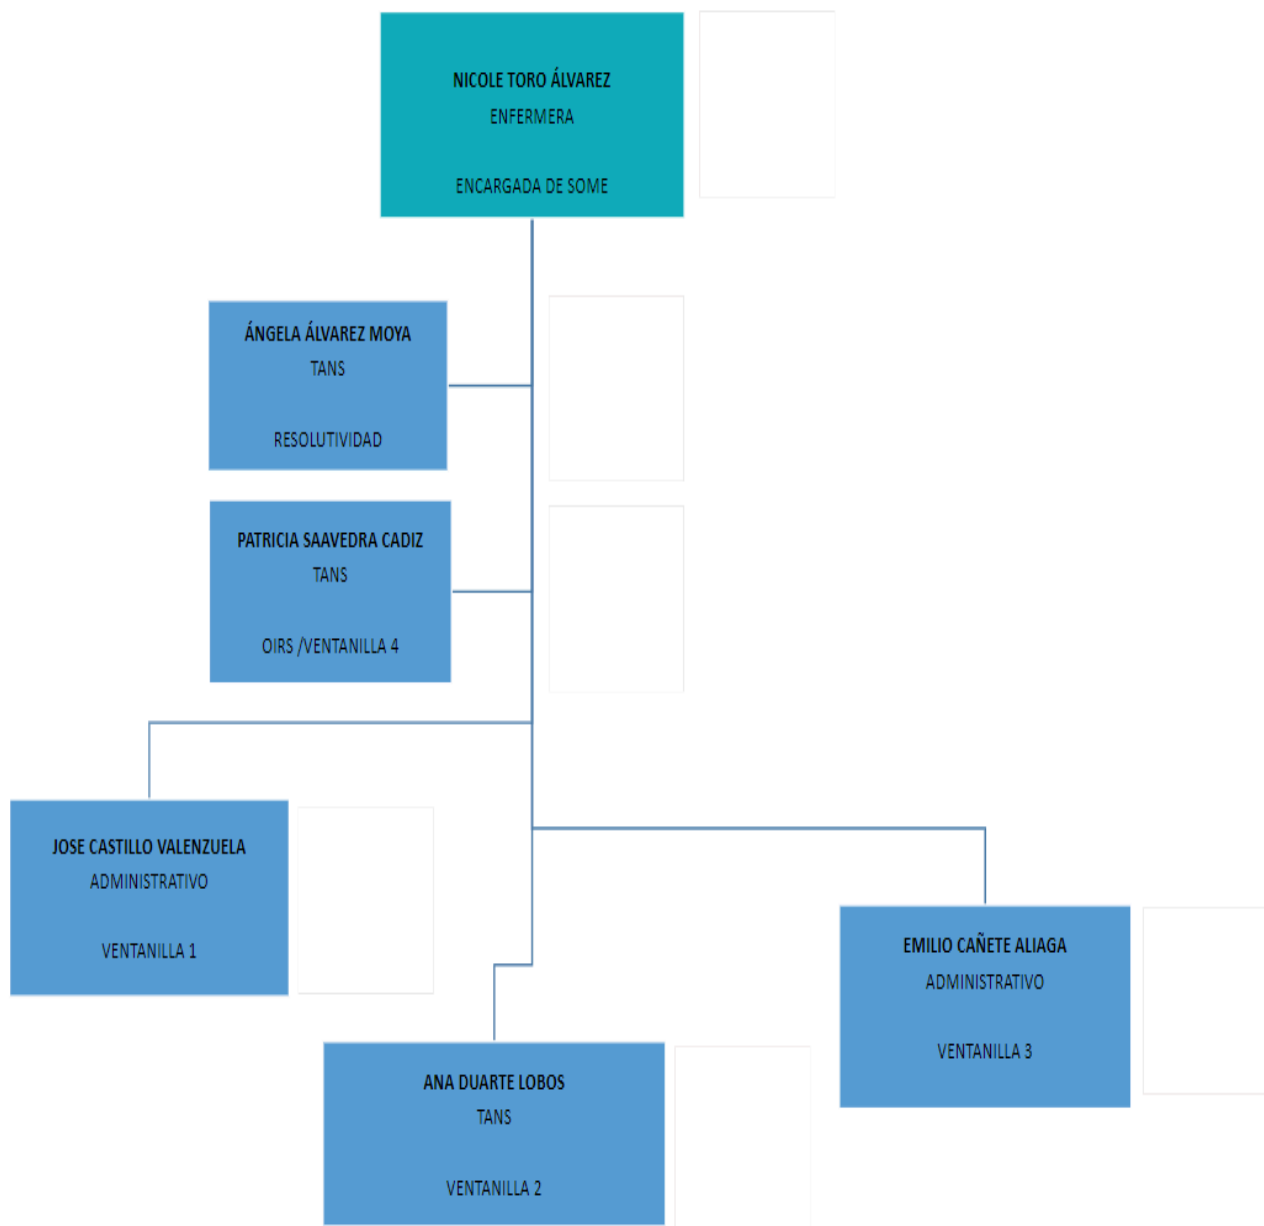 NICOLE TORO ÁLVAREZ
ENFERMERA
ENCARGADA DE SOME
ÁNGELA ÁLVAREZ MOYA
TANS
RESOLUTIVIDAD
PATRICIA SAAVEDRA CADIZ
TANS
OIRS /VENTANILLA 4
JOSE CASTILLO VALENZUELA
ADMINISTRATIVO
VENTANILLA 1
EMILIO CAÑETE ALIAGA
ADMINISTRATIVO
VENTANILLA 3
ANA DUARTE LOBOS
TANS
VENTANILLA 2